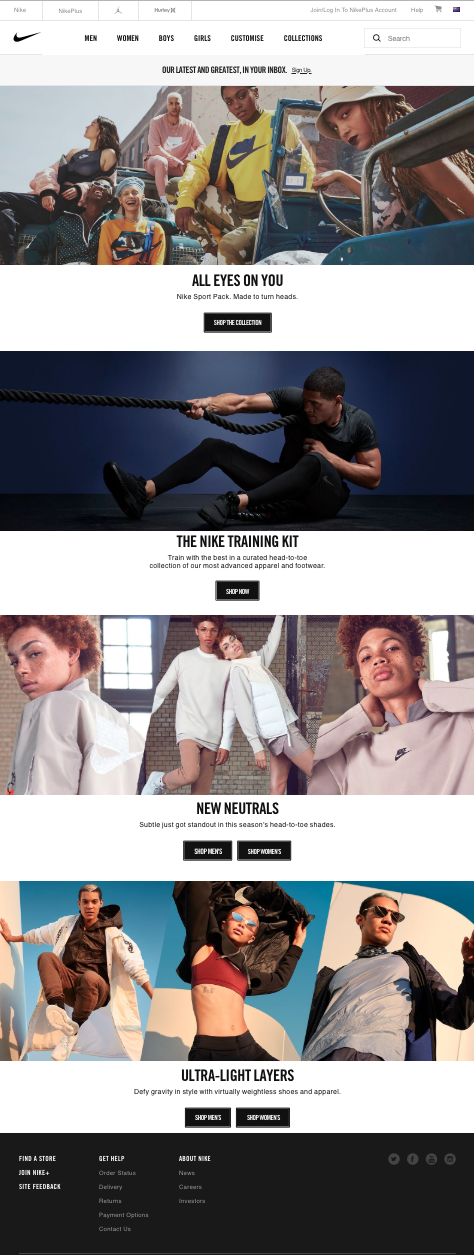 Nike
NikePlus
Hurley
Join/Log In To NikePlus Account
Help
MEN
WOMEN
BOYS
GIRLS
CUSTOMISE
COLLECTIONS
Search
OUR LATEST AND GREATEST, IN YOUR INBOX. Sign Up.
ALL EYES ON YOU
Nike Sport Pack. Made to turn heads.
SHOP THE COLLECTION
THE NIKE TRAINING KIT
Train with the best in a curated head-to-toe
collection of our most advanced apparel and footwear.
SHOP NOW
NEW NEUTRALS
Subtle just got standout in this season's head-to-toe shades.
SHOP MEN'S
SHOP WOMEN'S
ULTRA-LIGHT LAYERS
Defy gravity in style with virtually weightless shoes and apparel.
SHOP MEN'S
SHOP WOMEN'S
FIND A STORE
JOIN NIKE+
SITE FEEDBACK
GET HELP
Order Status
Delivery
Returns
Payment Options
Contact Us
ABOUT NIKE
News
Careers
Investors